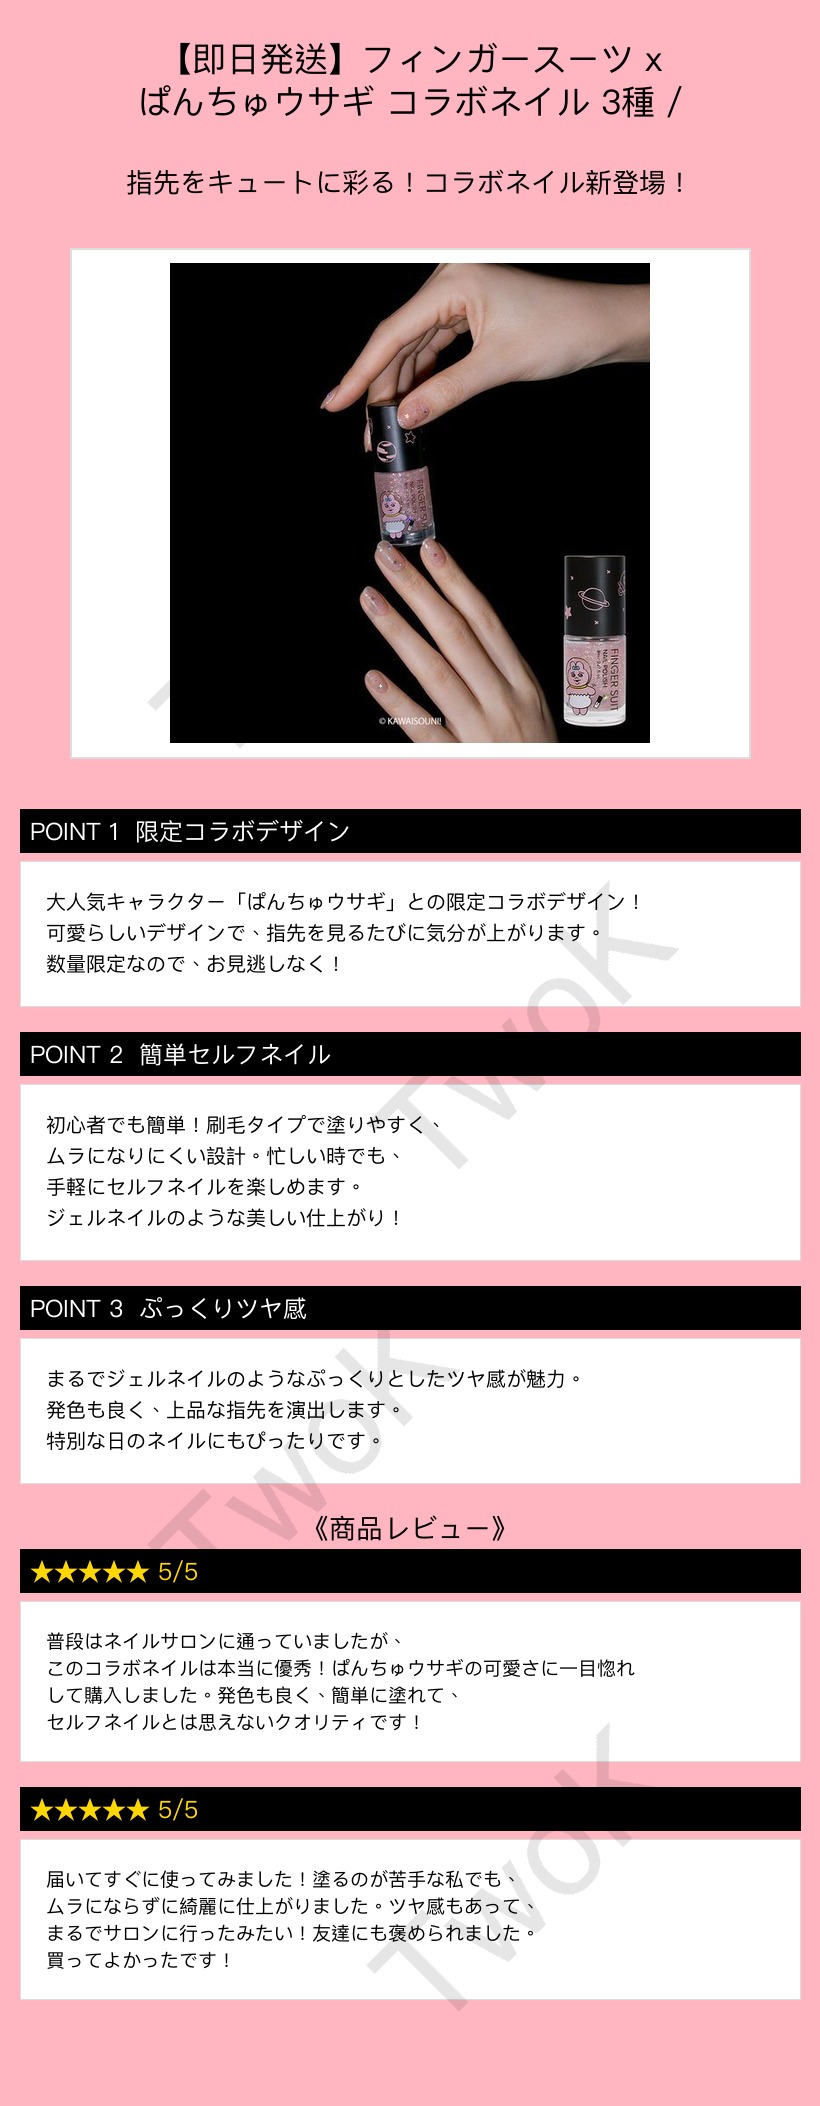 【即日発送】フィンガースーツ x
ぱんちゅウサギ コラボネイル 3種 /
指先をキュートに彩る！コラボネイル新登場！
FINGER SUIT
NAIL POLISH
© KAWAISOUNI!
POINT 1 限定コラボデザイン
大人気キャラクター「ぱんちゅウサギ」との限定コラボデザイン！
可愛らしいデザインで、指先を見るたびに気分が上がります。
数量限定なので、お見逃しなく！
POINT 2 簡単セルフネイル
初心者でも簡単！刷毛タイプで塗りやすく、
ムラになりにくい設計。忙しい時でも、
手軽にセルフネイルを楽しめます。
ジェルネイルのような美しい仕上がり！
POINT 3 ぷっくりツヤ感
まるでジェルネイルのようなぷっくりとしたツヤ感が魅力。
発色も良く、上品な指先を演出します。
特別な日のネイルにもぴったりです。
《商品レビュー》
★★★★★ 5/5
普段はネイルサロンに通っていましたが、
このコラボネイルは本当に優秀！ぱんちゅウサギの可愛さに一目惚れ
して購入しました。発色も良く、簡単に塗れて、
セルフネイルとは思えないクオリティです！
★★★★★ 5/5
届いてすぐに使ってみました！塗るのが苦手な私でも、
ムラにならずに綺麗に仕上がりました。ツヤ感もあって、
まるでサロンに行ったみたい！友達にも褒められました。
買ってよかったです！
TwoK
TwoK
TwoK